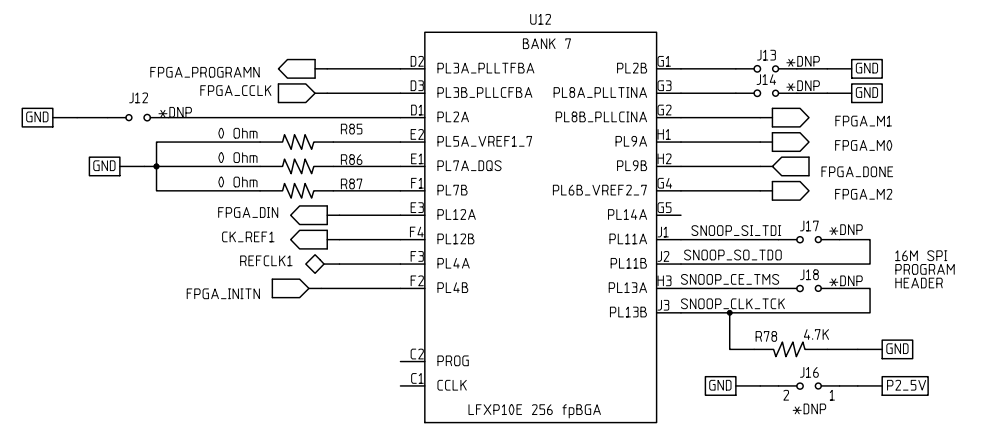 U12
BANK 7
FPGA_PROGRAMN D2 PL3A_PLLTFBA PL2B G1 J13 *DNP GND
FPGA_CCLK D3 PL3B_PLLCFBA PL8A_PLLTINA G3 J14 *DNP GND
GND J12 *DNP D1 PL2A PL8B_PLLCINA G2 FPGA_M1
0 Ohm R85 E2 PL5A_VREF1_7 PL9A H1 FPGA_M0
GND 0 Ohm R86 E1 PL7A_DQS PL9B H2 FPGA_DONE
0 Ohm R87 F1 PL7B PL6B_VREF2_7 G4 FPGA_M2
FPGA_DIN E3 PL12A PL14A G5
CK_REF1 F4 PL12B PL11A J1 SNOOP_SI_TDI J17 *DNP
REFCLK1 F3 PL4A PL11B J2 SNOOP_SO_TDO
FPGA_INITN F2 PL4B PL13A H3 SNOOP_CE_TMS J18 *DNP
PL13B J3 SNOOP_CLK_TCK
16M SPI
PROGRAM
HEADER
R78 4.7K GND
C2 PROG
C1 CCLK
GND J16 P2_5V
2 1
*DNP
LFXP10E 256 fpBGA